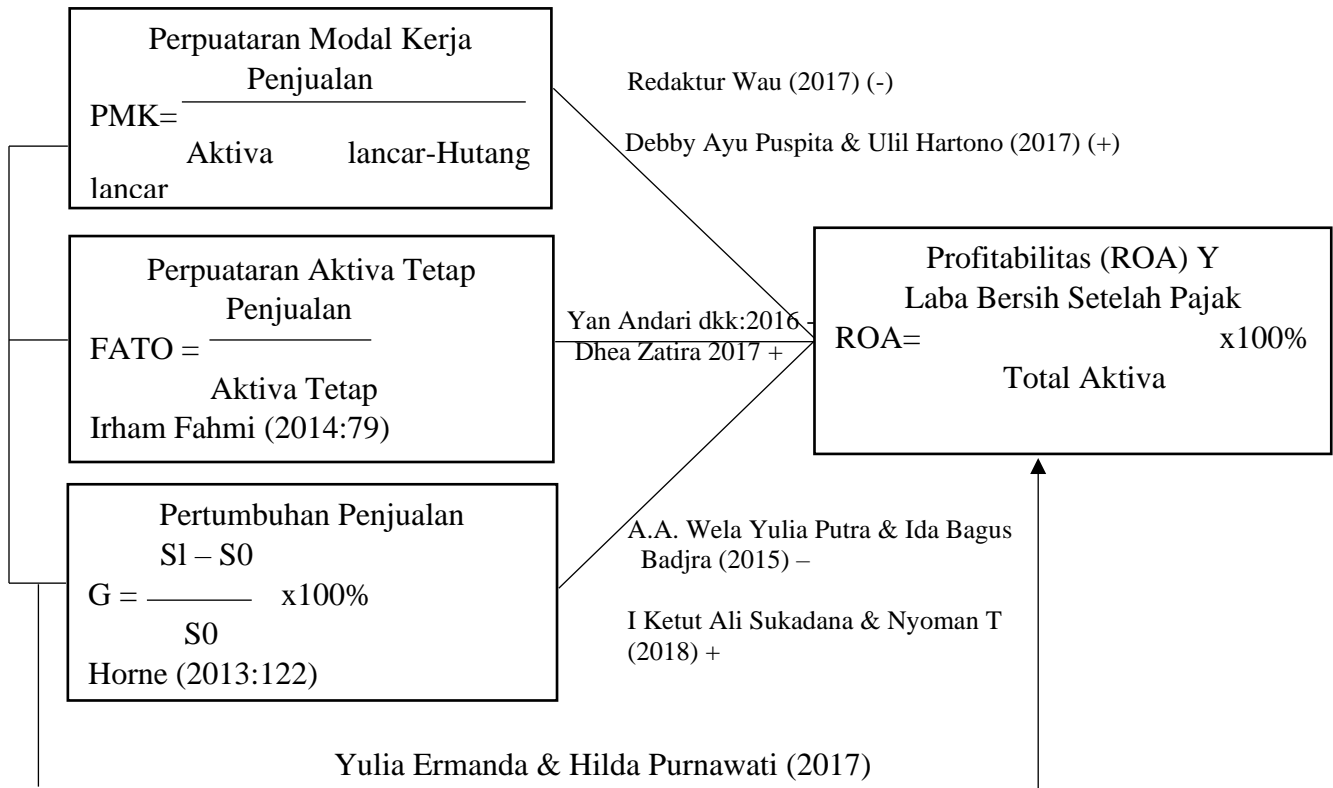 Perpuataran Modal Kerja
Penjualan
PMK=
Aktiva lancar-Hutang
lancar
Redaktur Wau (2017) (-)
Debby Ayu Puspita & Ulil Hartono (2017) (+)
Perpuataran Aktiva Tetap
Penjualan
FATO =
Aktiva Tetap
Irham Fahmi (2014:79)
Yan Andari dkk:2016 -
Dhea Zatira 2017 +
Profitabilitas (ROA) Y
Laba Bersih Setelah Pajak
ROA= x100%
Total Aktiva
Pertumbuhan Penjualan
Sl – S0
G = x100%
S0
Horne (2013:122)
A.A. Wela Yulia Putra & Ida Bagus
Badjra (2015) –
I Ketut Ali Sukadana & Nyoman T
(2018) +
Yulia Ermanda & Hilda Purnawati (2017)